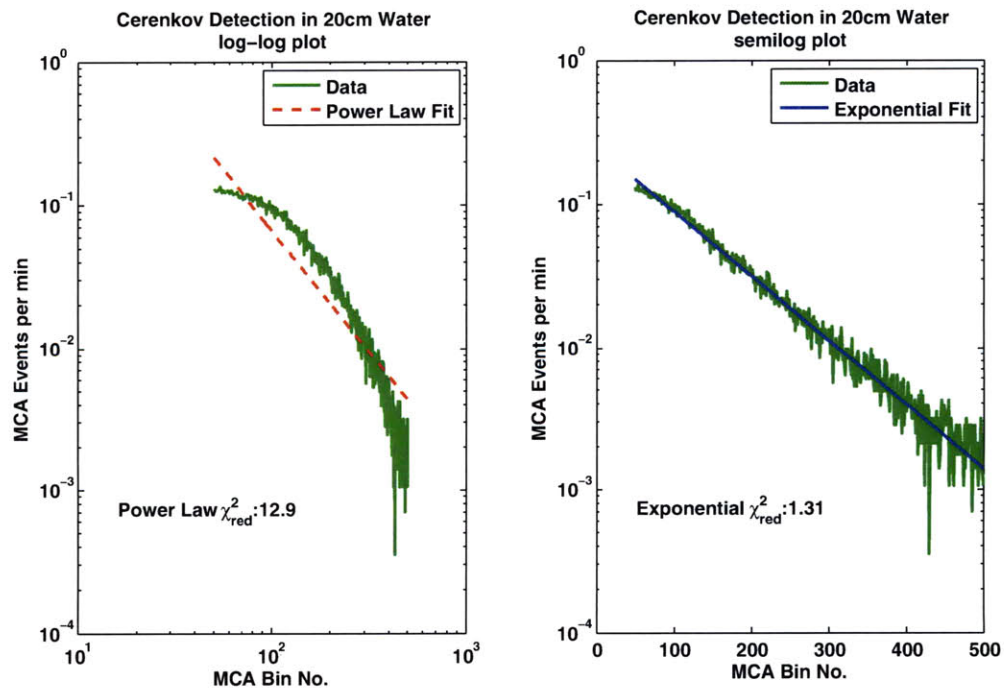 Cerenkov Detection in 20cm Water
log-log plot
10^0
10^-1
10^-2
10^-3
10^-4
MCA Events per min
Data
Power Law Fit
Power Law χ²red:12.9
10^1
10^2
10^3
MCA Bin No.
Cerenkov Detection in 20cm Water
semilog plot
10^0
10^-1
10^-2
10^-3
10^-4
MCA Events per min
Data
Exponential Fit
Exponential χ²red:1.31
0
100
200
300
400
500
MCA Bin No.